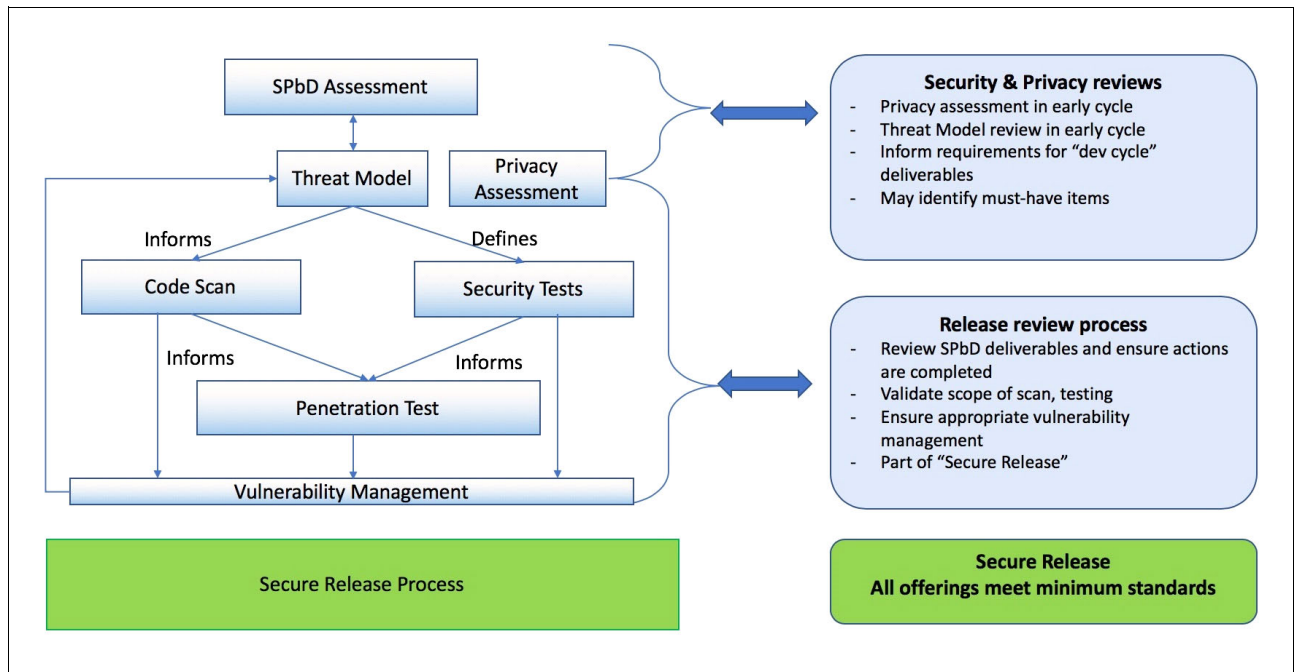 SPbD Assessment
Threat Model
Privacy
Assessment
Informs
Defines
Code Scan
Security Tests
Informs
Informs
Penetration Test
Vulnerability Management
Secure Release Process
Security & Privacy reviews
- Privacy assessment in early cycle
- Threat Model review in early cycle
- Inform requirements for “dev cycle”
deliverables
- May identify must-have items
Release review process
- Review SPbD deliverables and ensure actions
are completed
- Validate scope of scan, testing
- Ensure appropriate vulnerability
management
- Part of “Secure Release”
Secure Release
All offerings meet minimum standards